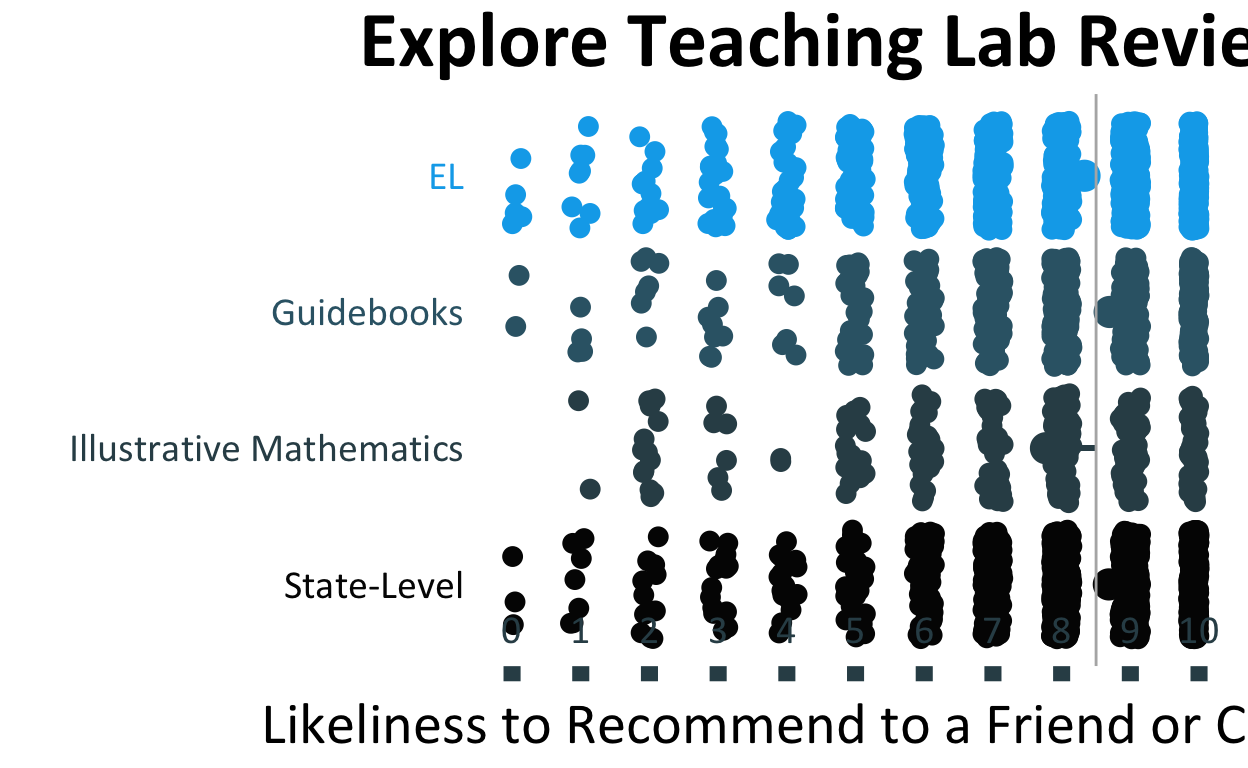 Explore Teaching Lab Revie
EL
Guidebooks
Illustrative Mathematics
State-Level
0 1 2 3 4 5 6 7 8 9 10
Likeliness to Recommend to a Friend or C